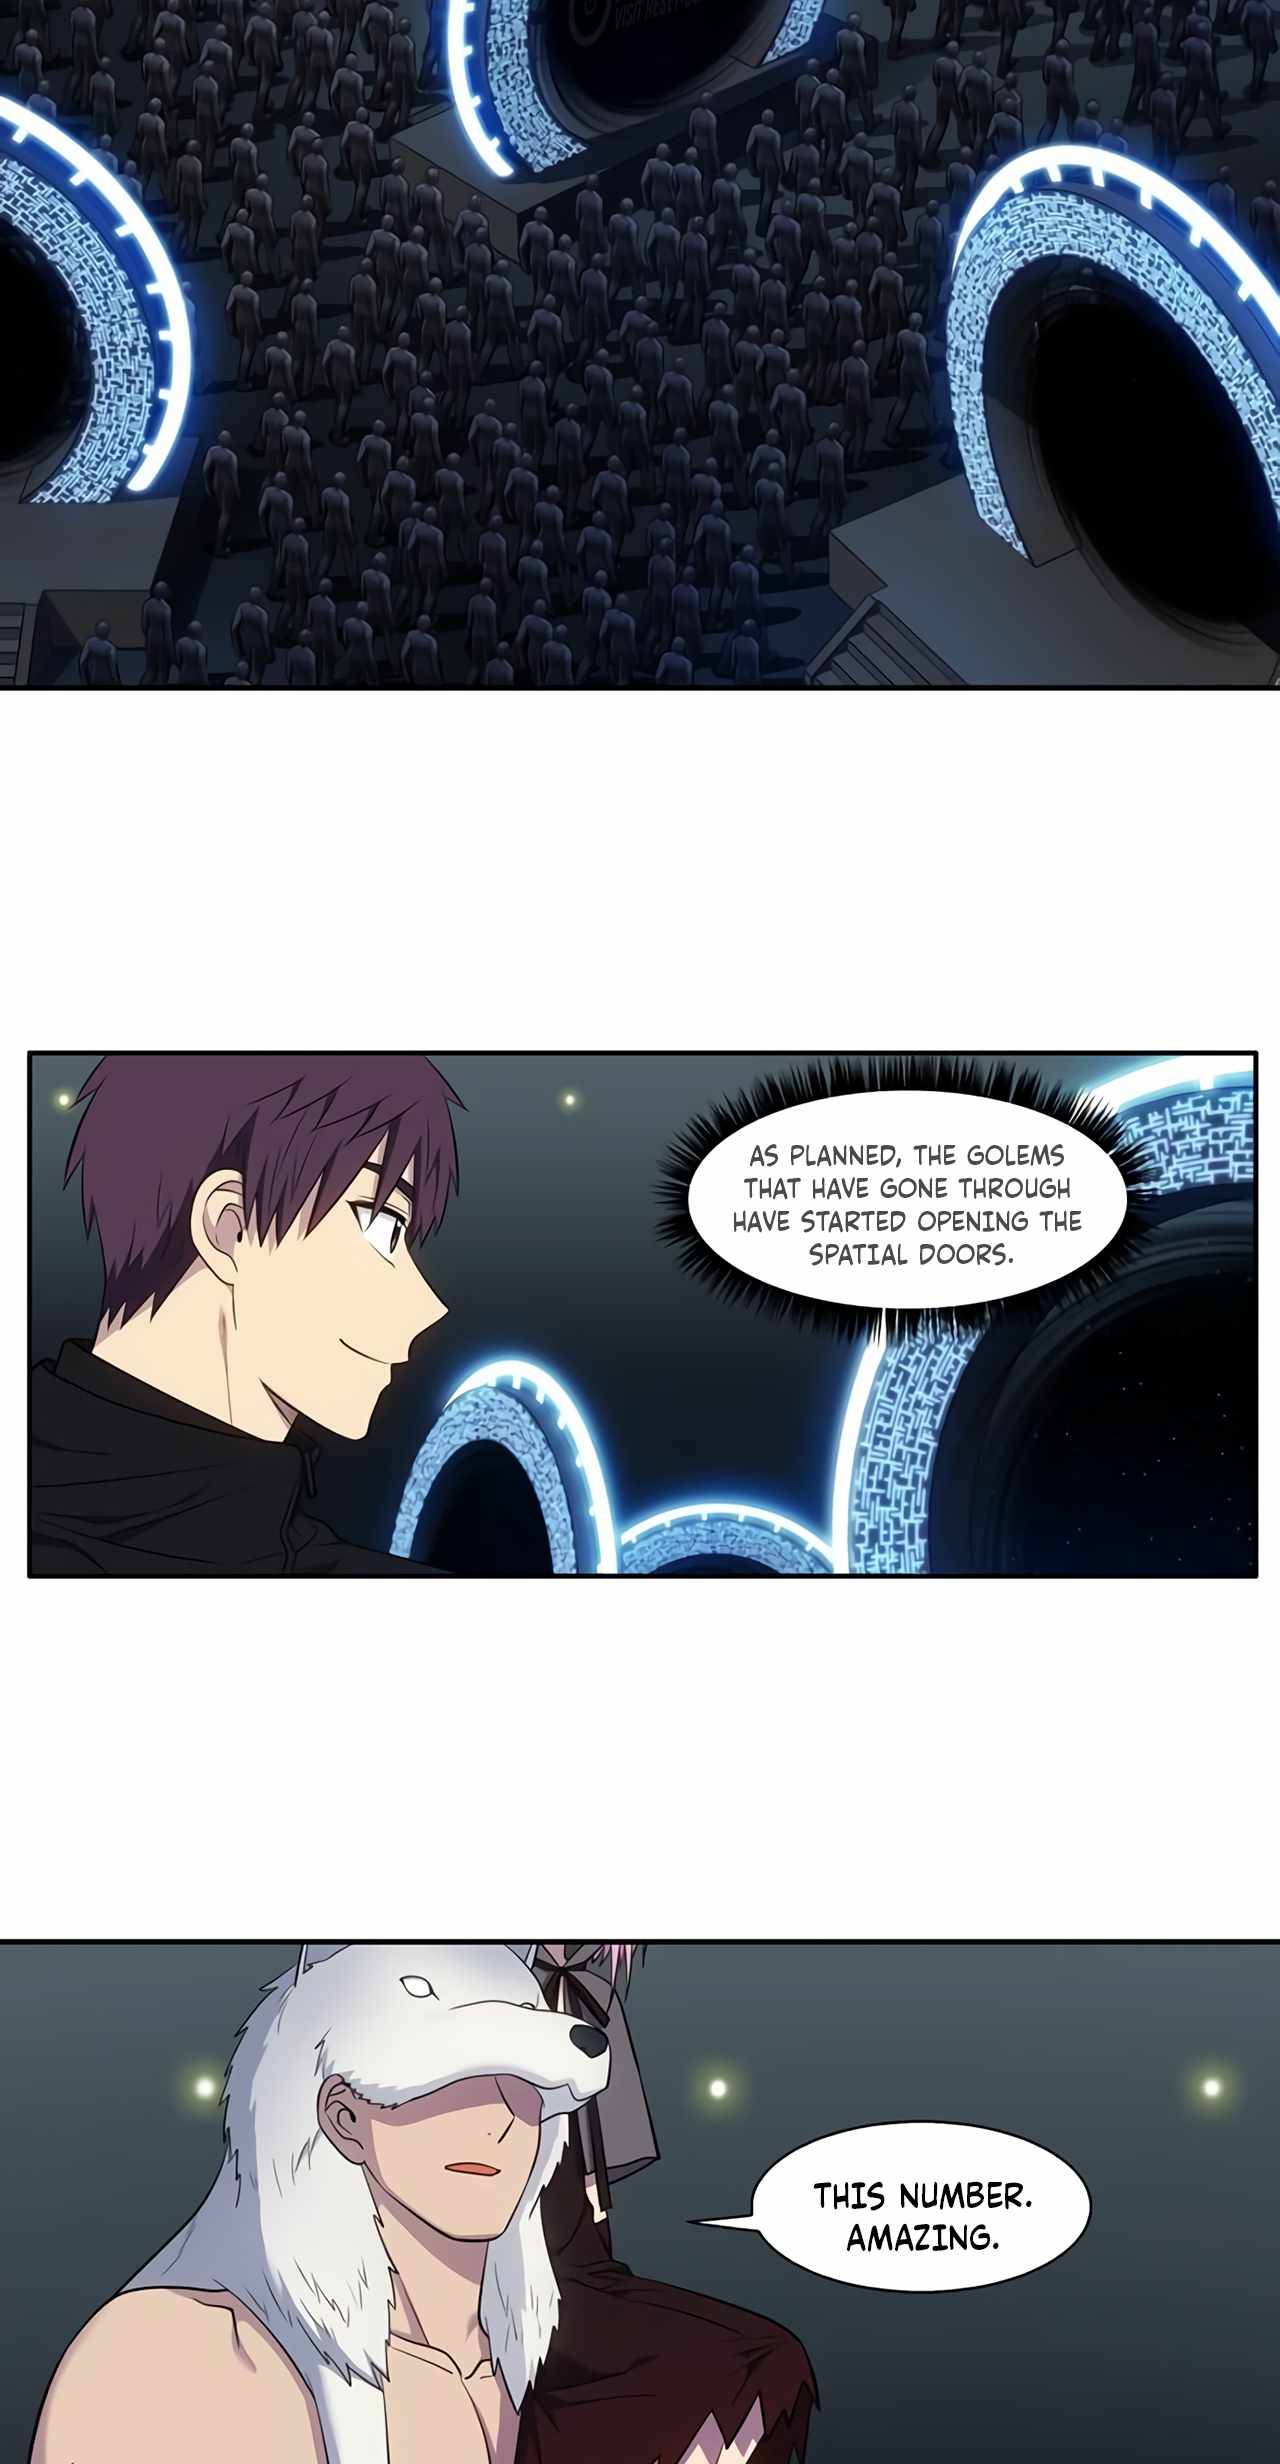 AS PLANNED, THE GOLEMS
THAT HAVE GONE THROUGH
HAVE STARTED OPENING THE
SPATIAL DOORS.
THIS NUMBER.
AMAZING.